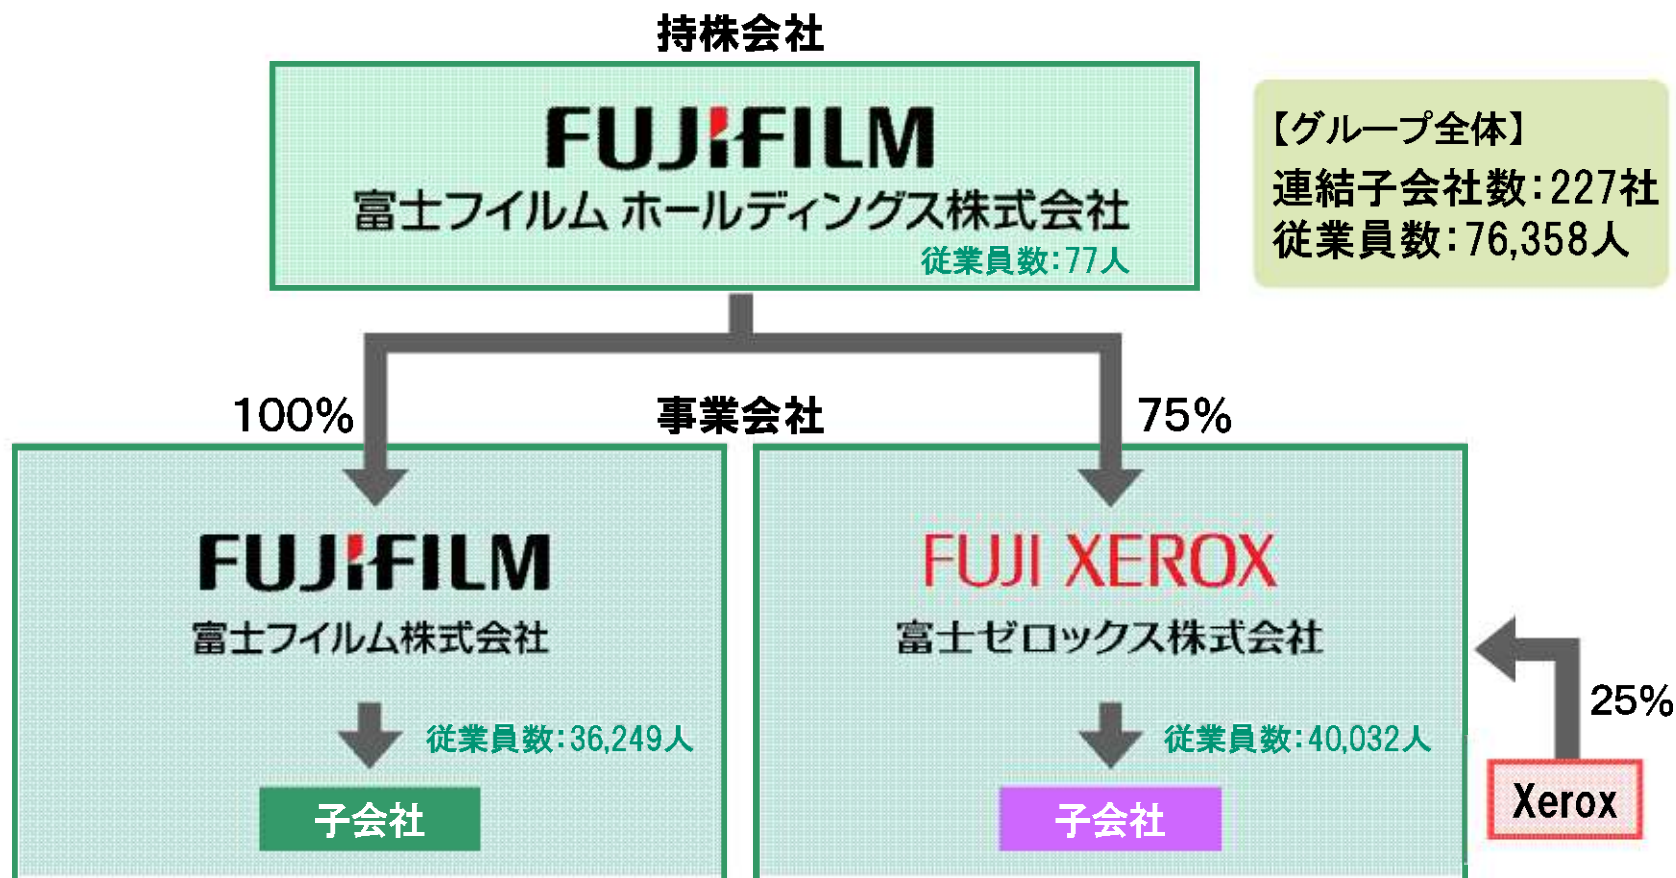 持株会社
FUJIFILM
富士フイルム ホールディングス株式会社
従業員数:77人
【グループ全体】
連結子会社数:227社
従業員数:76,358人
100%
事業会社
75%
FUJIFILM
富士フイルム株式会社
従業員数:36,249人
子会社
FUJI XEROX
富士ゼロックス株式会社
従業員数:40,032人
子会社
25%
Xerox